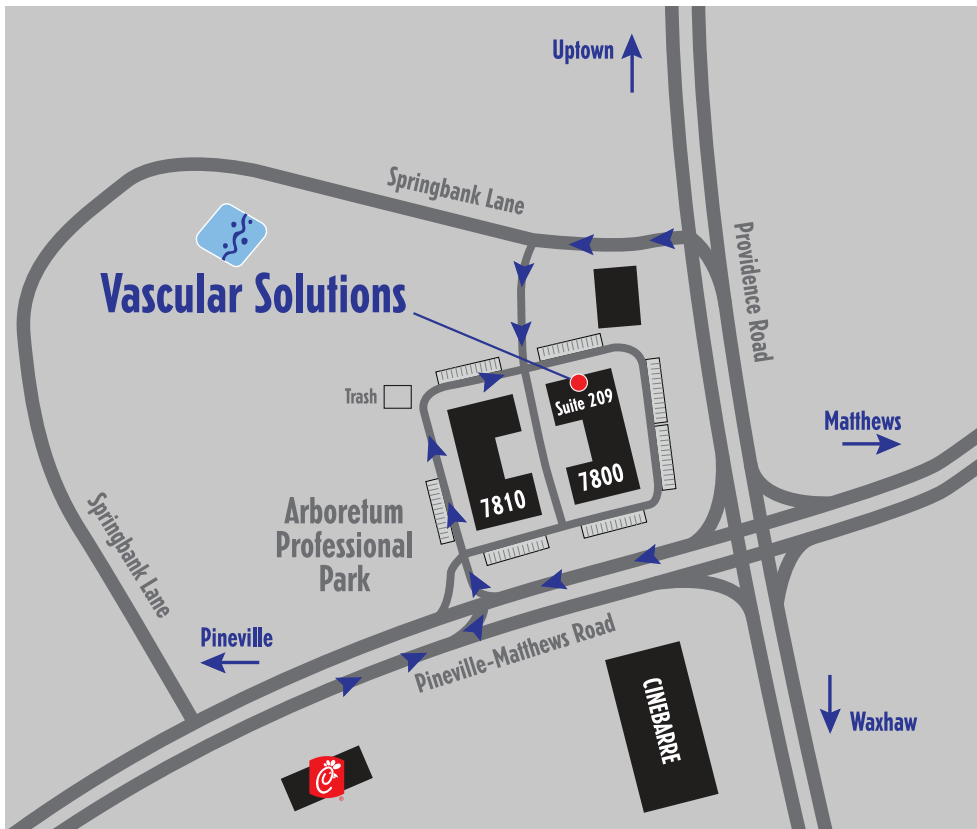 Uptown
Springbank Lane
Providence Road
Vascular Solutions
Trash
Suite 209
Matthews
7800
7810
Arboretum
Professional
Park
Springbank Lane
Pineville
Pineville-Matthews Road
CINEBARRE
Waxhaw
C
®